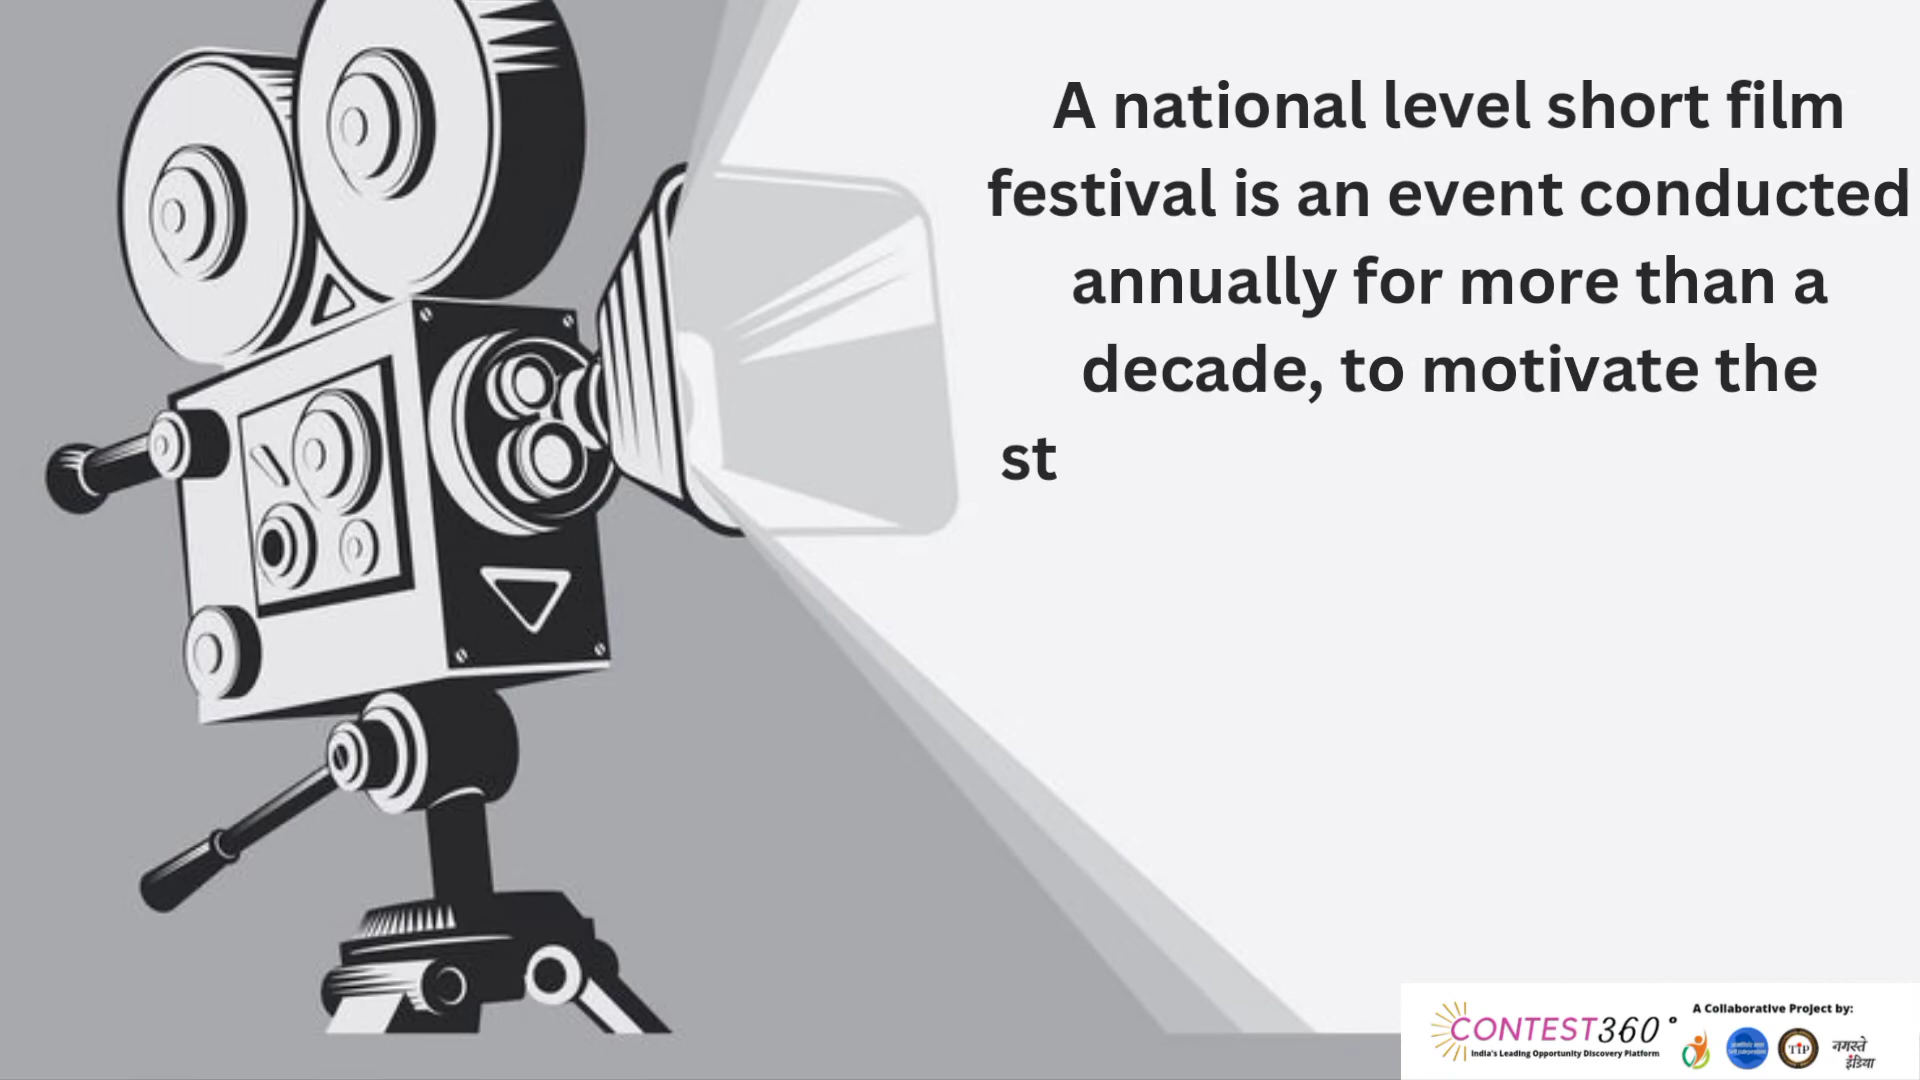 A national level short film
festival is an event conducted
annually for more than a
decade, to motivate the
st
CONTEST360°
India's Leading Opportunity Discovery Platform
A Collaborative Project by:
TIP
नमस्ते
इंडिया